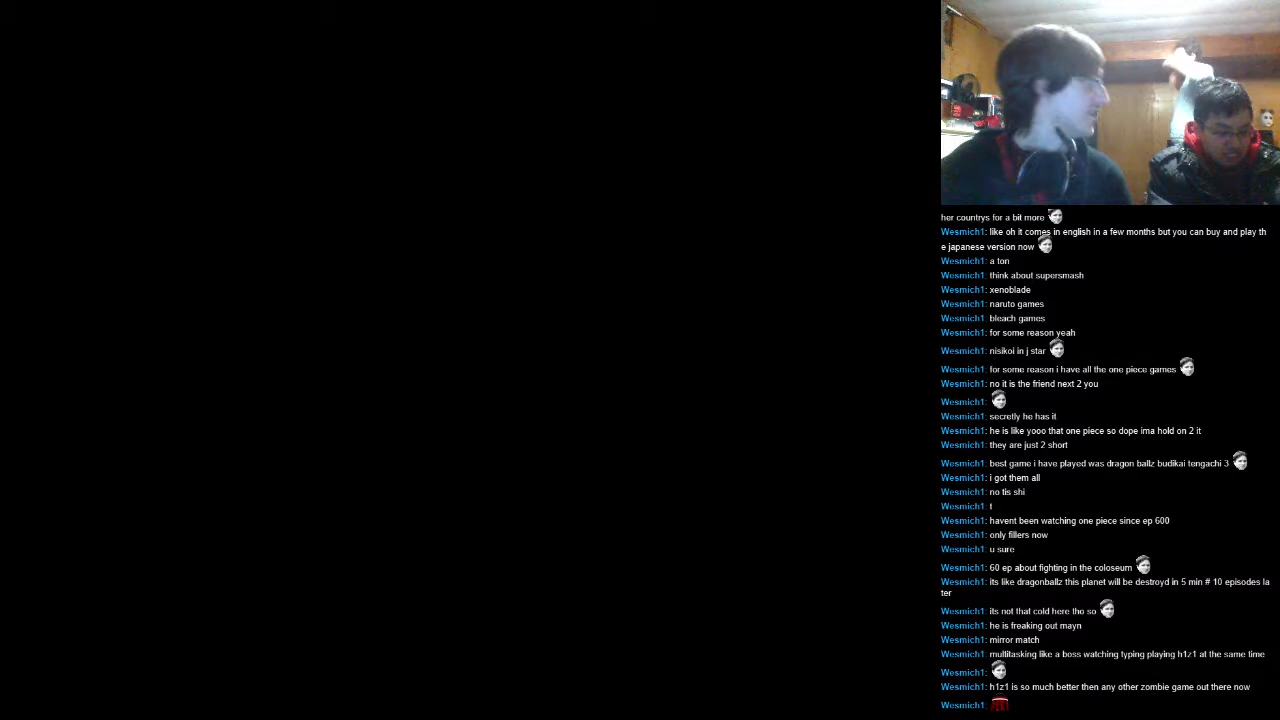 her countrys for a bit more
Wesmich1: like oh it comes in english in a few months but you can buy and play th
e japanese version now
Wesmich1: a ton
Wesmich1: think about supersmash
Wesmich1: xenoblade
Wesmich1: naruto games
Wesmich1: bleach games
Wesmich1: for some reason yeah
Wesmich1: nisikoi in j star
Wesmich1: for some reason i have all the one piece games
Wesmich1: no it is the friend next 2 you
Wesmich1:
Wesmich1: secretly he has it
Wesmich1: he is like yooo that one piece so dope ima hold on 2 it
Wesmich1: they are just 2 short
Wesmich1: best game i have played was dragon ballz budikai tengachi 3
Wesmich1: i got them all
Wesmich1: no tis shi
Wesmich1: t
Wesmich1: havent been watching one piece since ep 600
Wesmich1: only fillers now
Wesmich1: u sure
Wesmich1: 60 ep about fighting in the coloseum
Wesmich1: its like dragonballz this planet will be destroyd in 5 min # 10 episodes la
ter
Wesmich1: its not that cold here tho so
Wesmich1: he is freaking out mayn
Wesmich1: mirror match
Wesmich1: multitasking like a boss watching typing playing h1z1 at the same time
Wesmich1:
Wesmich1: h1z1 is so much better then any other zombie game out there now
Wesmich1: